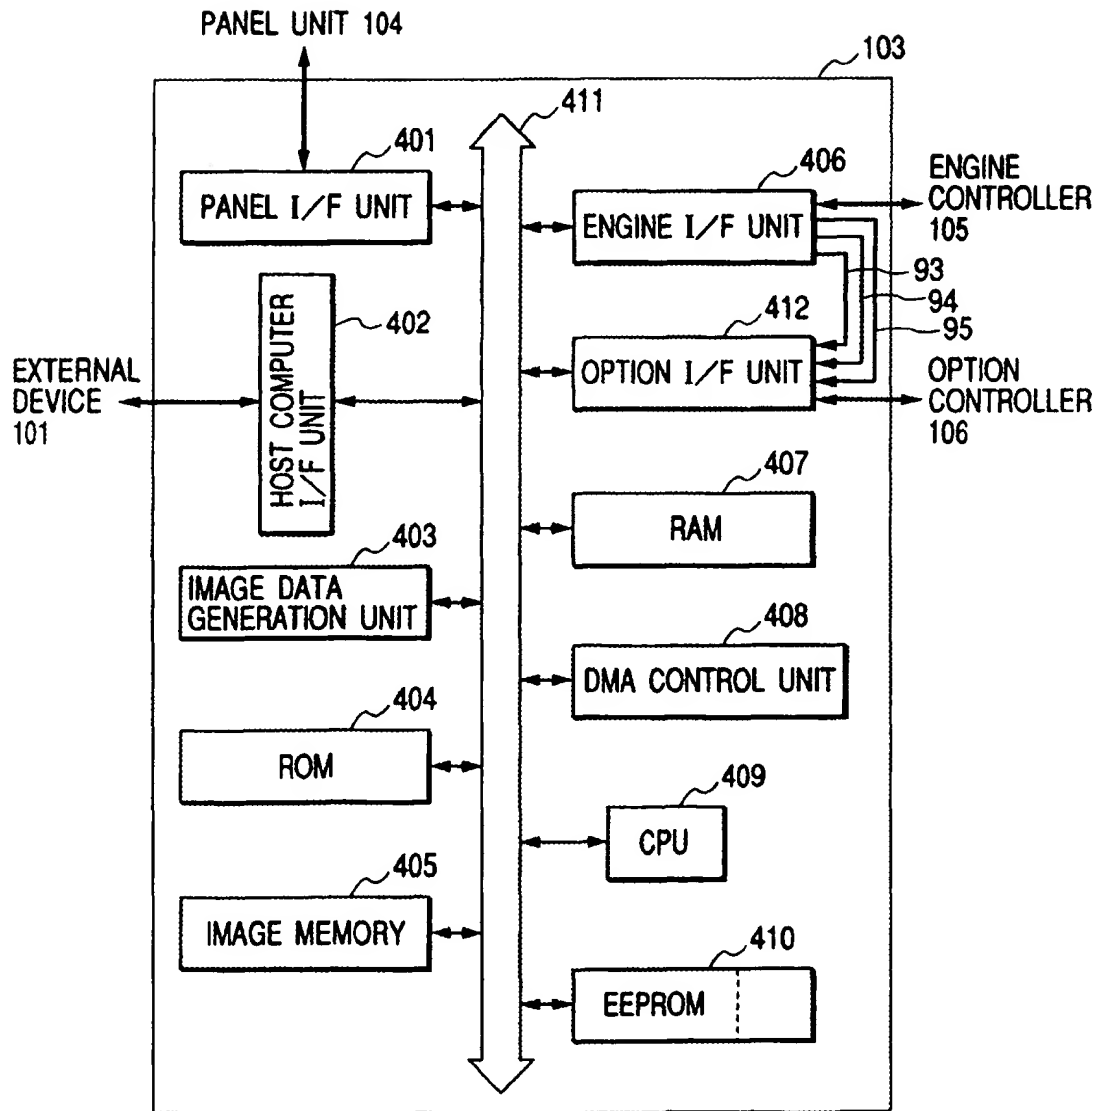 PANEL UNIT 104
103
411
401
PANEL I/F UNIT
406
ENGINE I/F UNIT
ENGINE
CONTROLLER
105
93
94
95
402
HOST COMPUTER
I/F UNIT
EXTERNAL
DEVICE
101
412
OPTION I/F UNIT
OPTION
CONTROLLER
106
407
RAM
403
IMAGE DATA
GENERATION UNIT
408
DMA CONTROL UNIT
404
ROM
409
CPU
405
IMAGE MEMORY
410
EEPROM